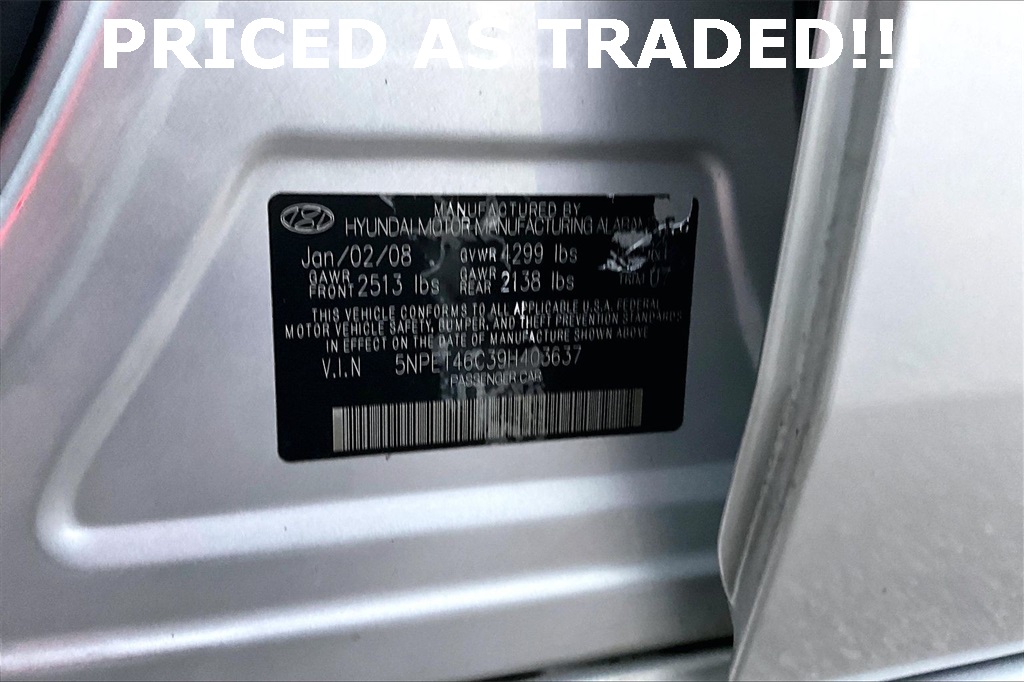 PRICED AS TRADED!!
MANUFACTURED BY
HYUNDAI MOTOR MANUFACTURING
Jan/02/08 GVWR 4299 lbs
GAWR FRONT 2513 lbs GAWR REAR 2138 lbs
THIS VEHICLE CONFORMS TO ALL APPLICABLE U.S.A. FEDERAL
MOTOR VEHICLE SAFETY, BUMPER, AND THEFT PREVENTION STANDARDS
IN EFFECT ON THE DATE OF MANUFACTURE SHOWN ABOVE
V.I.N 5NPET46C39H403637
PASSENGER CAR